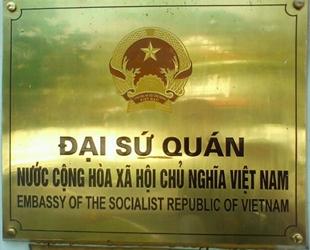 ĐẠI SỨ QUÁN
NƯỚC CỘNG HÒA XÃ HỘI CHỦ NGHĨA VIỆT NAM
EMBASSY OF THE SOCIALIST REPUBLIC OF VIETNAM